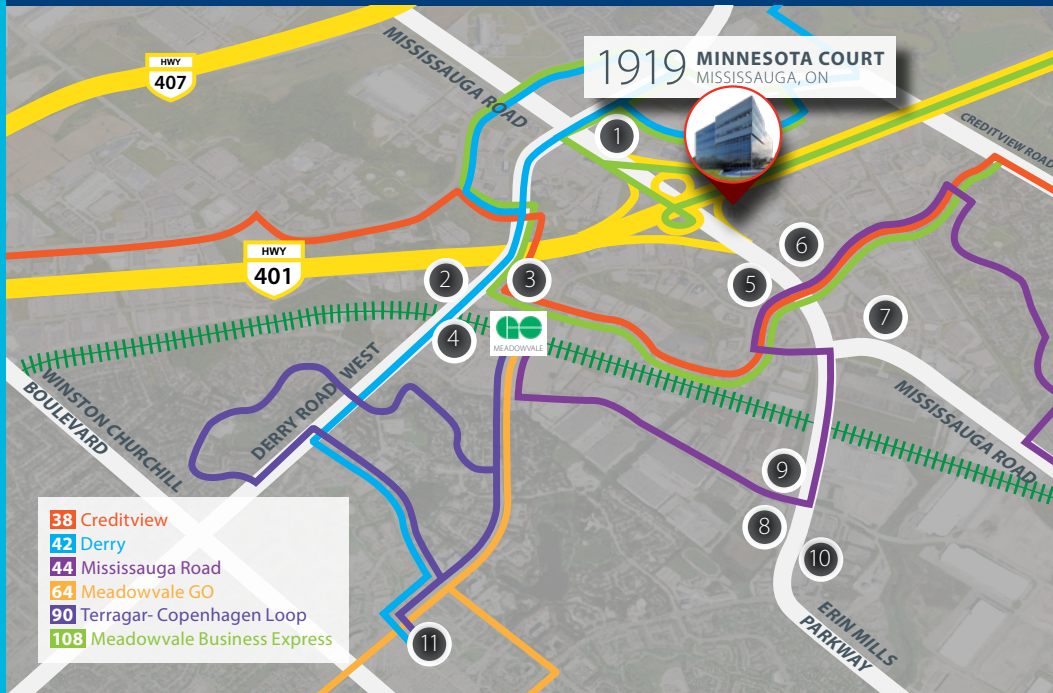 1919 MINNESOTA COURT
MISSISSAUGA, ON
HWY
407
MISSISSAUGA ROAD
CREDITVIEW ROAD
1
HWY
401
2
3
4
GO
MEADOWVALE
5
6
7
WINSTON CHURCHILL
BOULEVARD
DERRY ROAD WEST
MISSISSAUGA ROAD
9
8
10
ERIN MILLS
PARKWAY
11
38 Creditview
42 Derry
44 Mississauga Road
64 Meadowvale GO
90 Terragar- Copenhagen Loop
108 Meadowvale Business Express